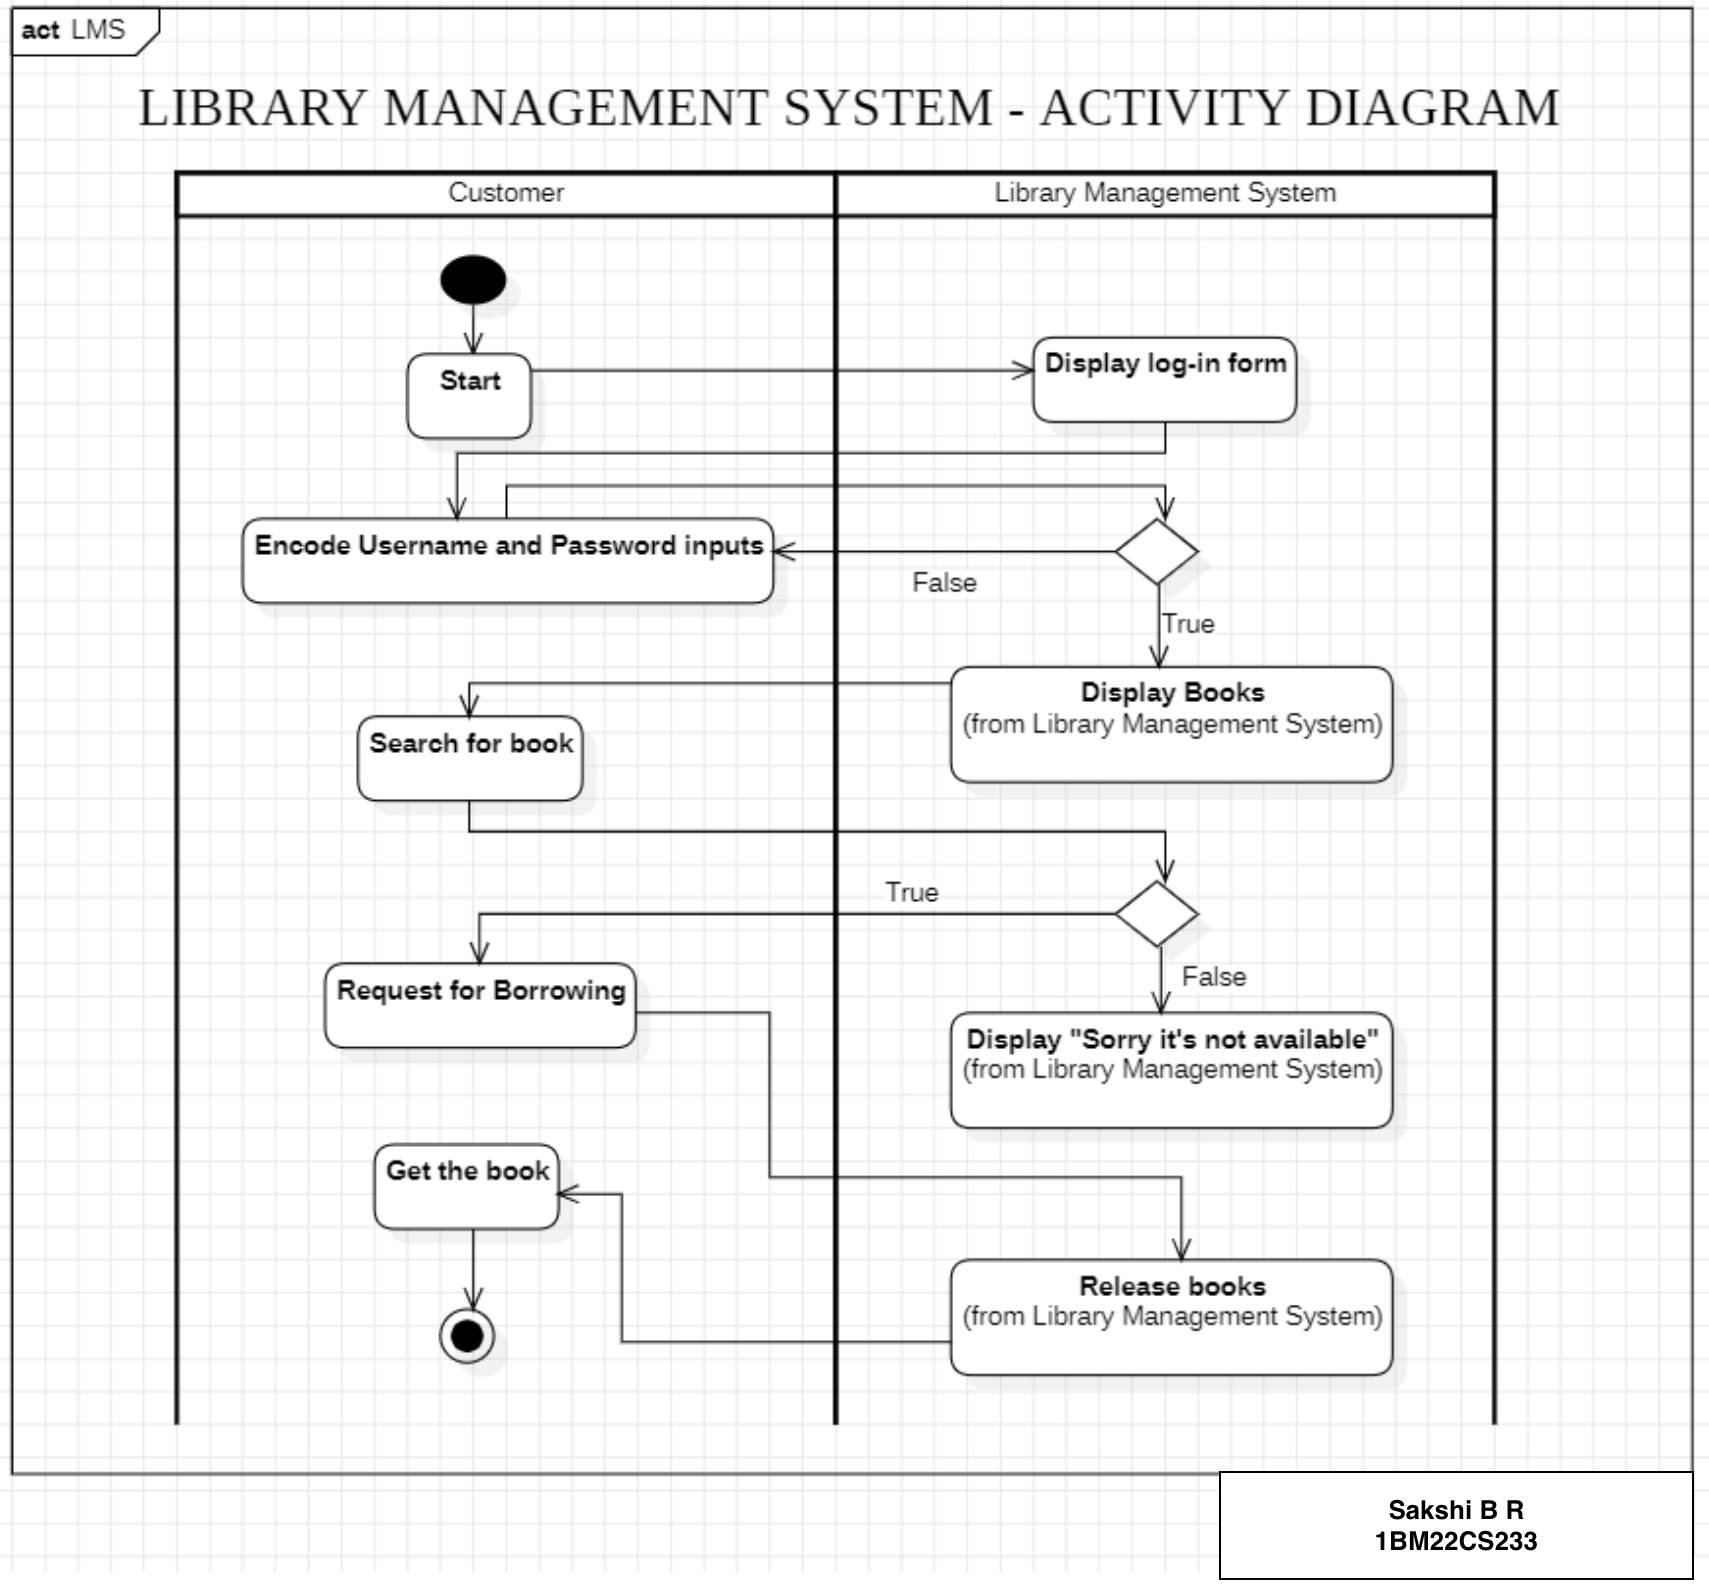 act LMS
LIBRARY MANAGEMENT SYSTEM - ACTIVITY DIAGRAM
Customer
Library Management System
Start
Display log-in form
Encode Username and Password inputs
False
True
Display Books
(from Library Management System)
Search for book
True
Request for Borrowing
False
Display "Sorry it's not available"
(from Library Management System)
Get the book
Release books
(from Library Management System)
Sakshi B R
1BM22CS233